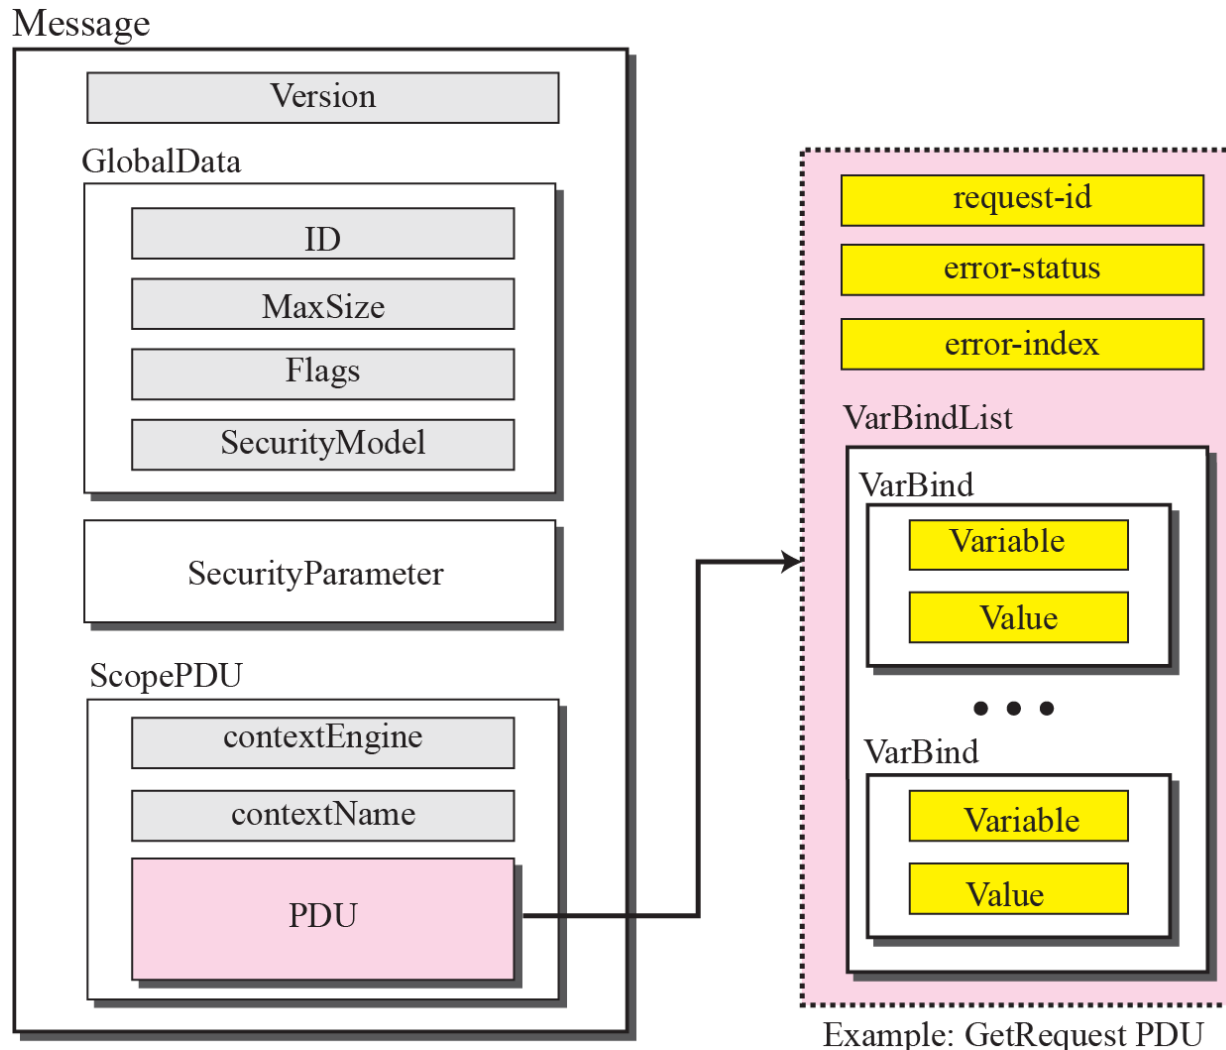 Message
Version
GlobalData
ID
MaxSize
Flags
SecurityModel
SecurityParameter
ScopePDU
contextEngine
contextName
PDU
request-id
error-status
error-index
VarBindList
VarBind
Variable
Value
VarBind
Variable
Value
Example: GetRequest PDU